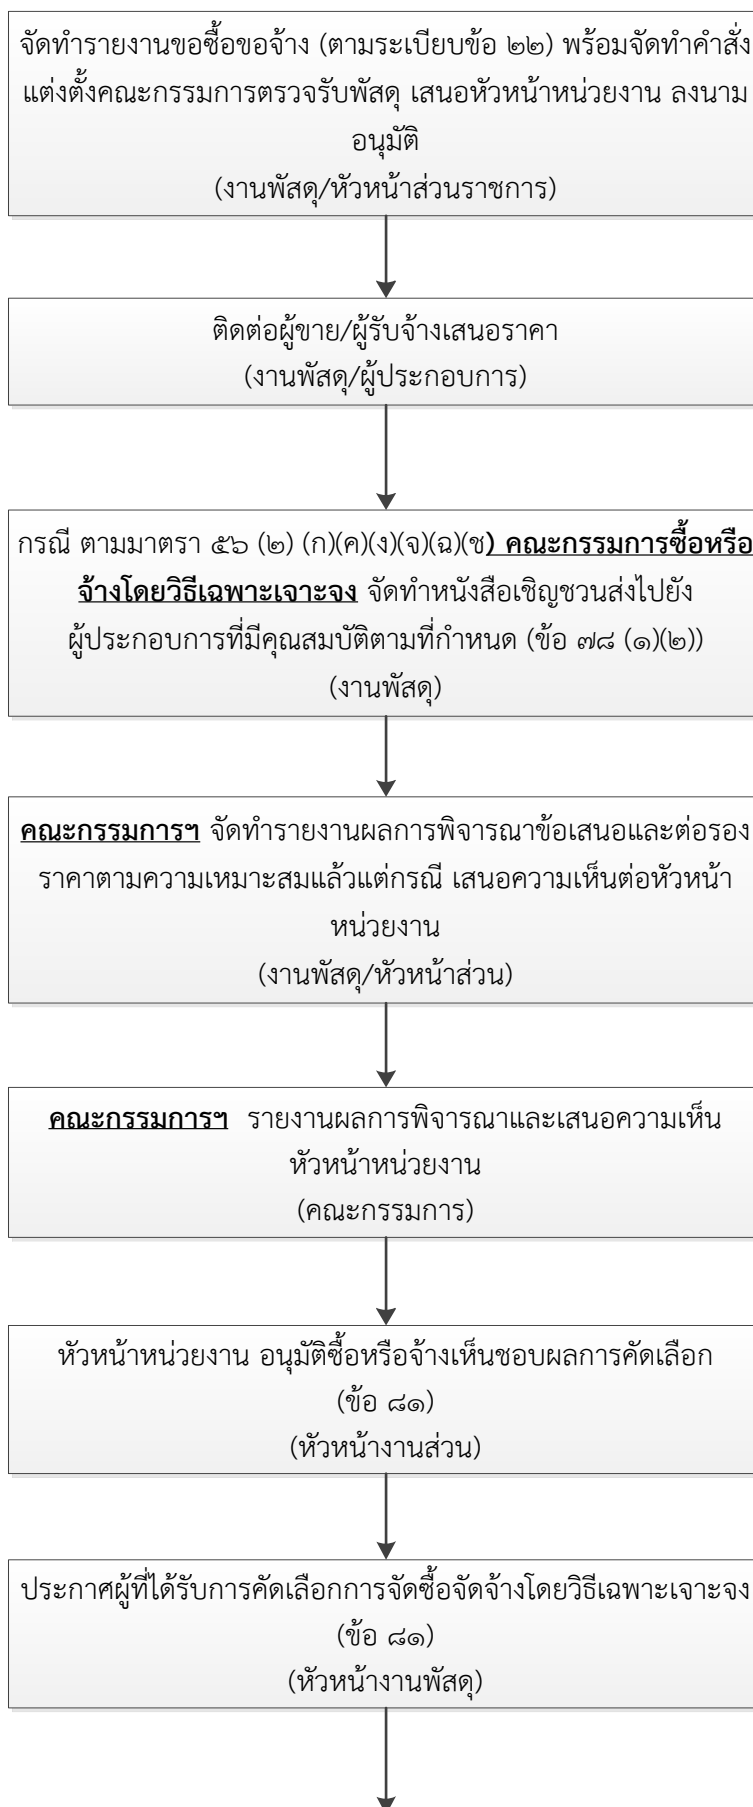 จัดทำรายงานขอซื้อขอจ้าง (ตามระเบียบข้อ ๒๒) พร้อมจัดทำคำสั่ง
แต่งตั้งคณะกรรมการตรวจรับพัสดุ เสนอหัวหน้าหน่วยงาน ลงนาม
อนุมัติ
(งานพัสดุ/หัวหน้าส่วนราชการ)
ติดต่อผู้ขาย/ผู้รับจ้างเสนอราคา
(งานพัสดุ/ผู้ประกอบการ)
กรณี ตามมาตรา ๕๖ (๒) (ก)(ค)(ง)(จ)(ฉ)(ช) คณะกรรมการซื้อหรือ
จ้างโดยวิธีเฉพาะเจาะจง จัดทำหนังสือเชิญชวนส่งไปยัง
ผู้ประกอบการที่มีคุณสมบัติตามที่กำหนด (ข้อ ๗๘ (๑)(๒))
(งานพัสดุ)
คณะกรรมการฯ จัดทำรายงานผลการพิจารณาข้อเสนอและต่อรอง
ราคาตามความเหมาะสมแล้วแต่กรณี เสนอความเห็นต่อหัวหน้า
หน่วยงาน
(งานพัสดุ/หัวหน้าส่วน)
คณะกรรมการฯ รายงานผลการพิจารณาและเสนอความเห็น
หัวหน้าหน่วยงาน
(คณะกรรมการ)
หัวหน้าหน่วยงาน อนุมัติซื้อหรือจ้างเห็นชอบผลการคัดเลือก
(ข้อ ๘๑)
(หัวหน้างานส่วน)
ประกาศผู้ที่ได้รับการคัดเลือกการจัดซื้อจัดจ้างโดยวิธีเฉพาะเจาะจง
(ข้อ ๘๑)
(หัวหน้างานพัสดุ)